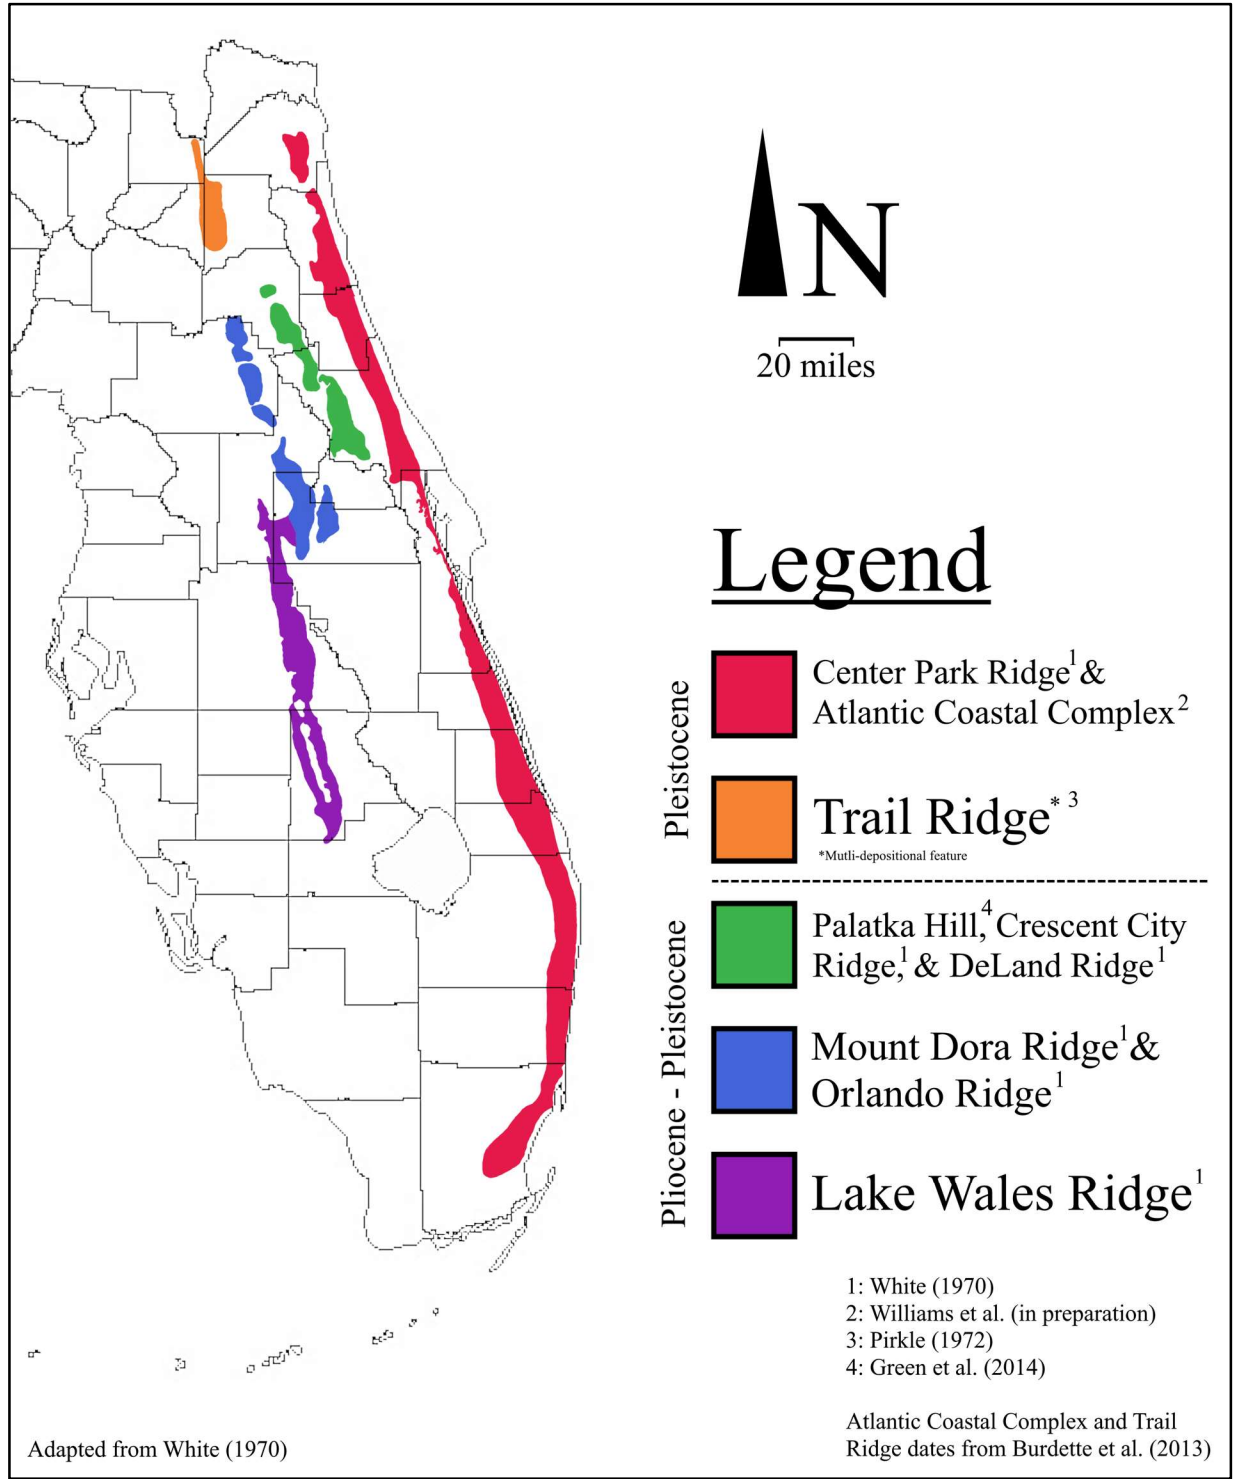 N
20 miles
Legend
Pleistocene
Center Park Ridge¹ &
Atlantic Coastal Complex²
Trail Ridge* ³
*Mutli-depositional feature
Pliocene - Pleistocene
Palatka Hill,⁴ Crescent City
Ridge,¹ & DeLand Ridge¹
Mount Dora Ridge¹ &
Orlando Ridge¹
Lake Wales Ridge¹
1: White (1970)
2: Williams et al. (in preparation)
3: Pirkle (1972)
4: Green et al. (2014)
Atlantic Coastal Complex and Trail
Ridge dates from Burdette et al. (2013)
Adapted from White (1970)